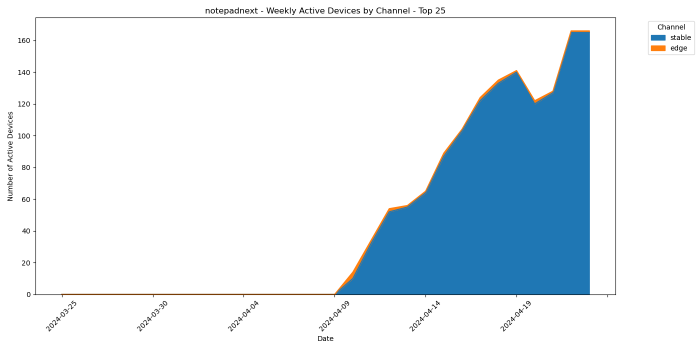 notepadnext - Weekly Active Devices by Channel - Top 25
Channel
stable
edge
Number of Active Devices
160
140
120
100
80
60
40
20
0
2024-03-25
2024-03-30
2024-04-04
2024-04-09
2024-04-14
2024-04-19
Date